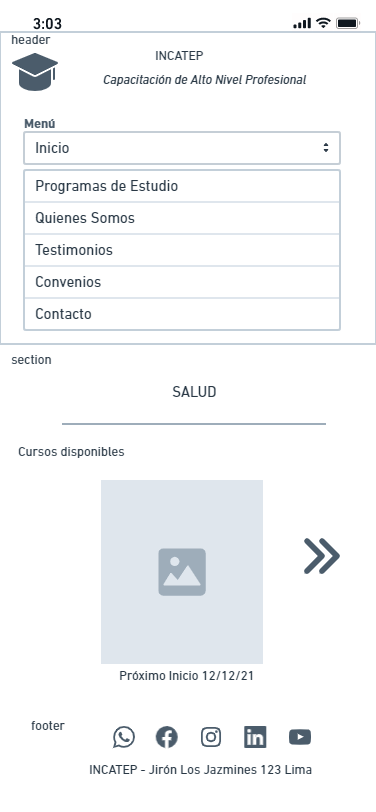 3:03
header
INCATEP
Capacitación de Alto Nivel Profesional
Menú
Inicio
Programas de Estudio
Quienes Somos
Testimonios
Convenios
Contacto
section
SALUD
Cursos disponibles
Próximo Inicio 12/12/21
footer
INCATEP - Jirón Los Jazmines 123 Lima